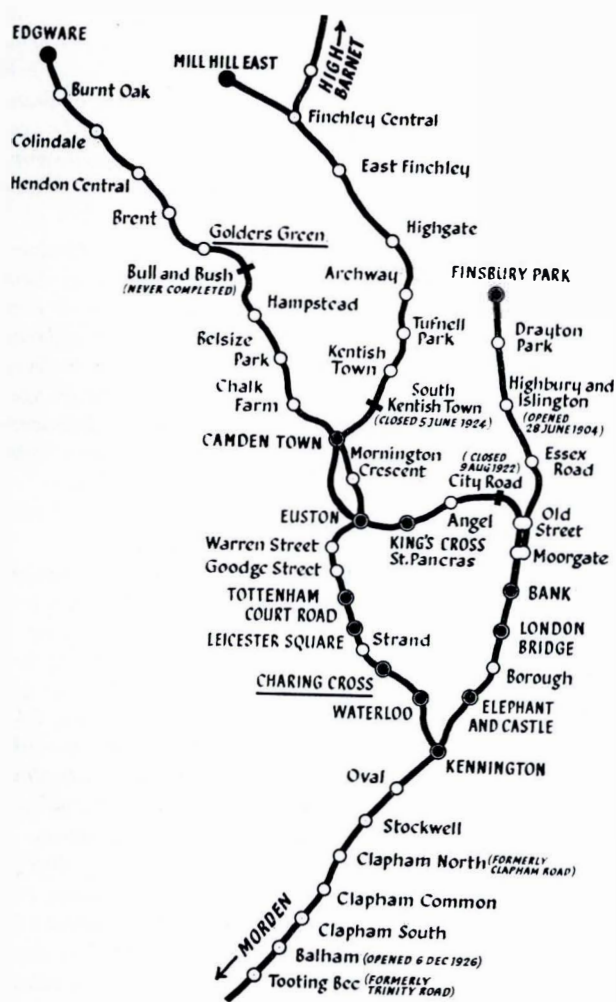 EDGWARE
Burnt Oak
Colindale
Hendon Central
Brent
Golders Green
Bull and Bush
(NEVER COMPLETED)
Hampstead
Belsize
Park
Chalk
Farm
CAMDEN TOWN
MILL HILL EAST
HIGH→
BARNET
Finchley Central
East Finchley
Highgate
Archway
Tufnell
Park
Kentish
Town
South
Kentish Town
(CLOSED 5 JUNE 1924)
FINSBURY PARK
Drayton
Park
Highbury and
Islington
(OPENED
28 JUNE 1904)
Essex
Road
Old
Street
Moorgate
Mornington
Crescent
(CLOSED
9 AUG 1922)
City Road
Angel
KING'S CROSS
St. Pancras
EUSTON
Warren Street
Goodge Street
TOTTENHAM
COURT ROAD
LEICESTER SQUARE
Strand
CHARING CROSS
WATERLOO
BANK
LONDON
BRIDGE
Borough
ELEPHANT
AND CASTLE
KENNINGTON
Oval
Stockwell
Clapham North (FORMERLY
CLAPHAM ROAD)
Clapham Common
Clapham South
Balham (OPENED 6 DEC 1926)
Tooting Bec (FORMERLY
TRINITY ROAD)
← MORDEN